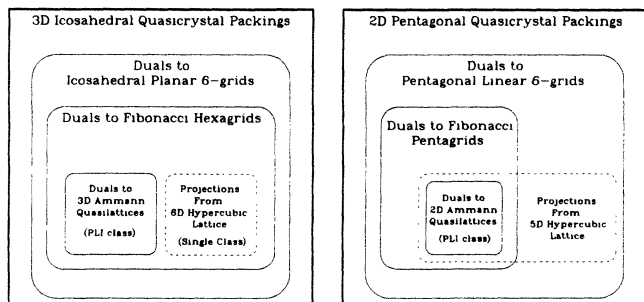 3D Icosahedral Quasicrystal Packings
Duals to
Icosahedral Planar 6-grids
Duals to Fibonacci Hexagrids
Duals to
3D Ammann
Quasilattices
(PLI class)
Projections
From
6D Hypercubic
Lattice
(Single Class)
2D Pentagonal Quasicrystal Packings
Duals to
Pentagonal Linear 6-grids
Duals to Fibonacci
Pentagrids
Duals to
2D Ammann
Quasilattices
(PLI class)
Projections
From
5D Hypercubic
Lattice